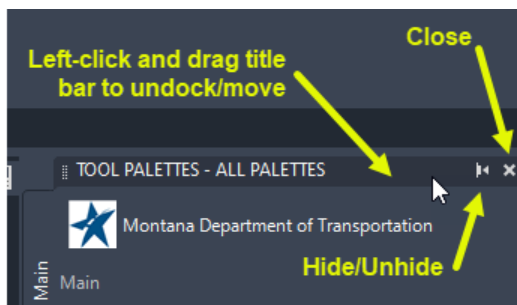 Close
Left-click and drag title
bar to undock/move
TOOL PALETTES - ALL PALETTES
Montana Department of Transportation
Hide/Unhide
Main
Main